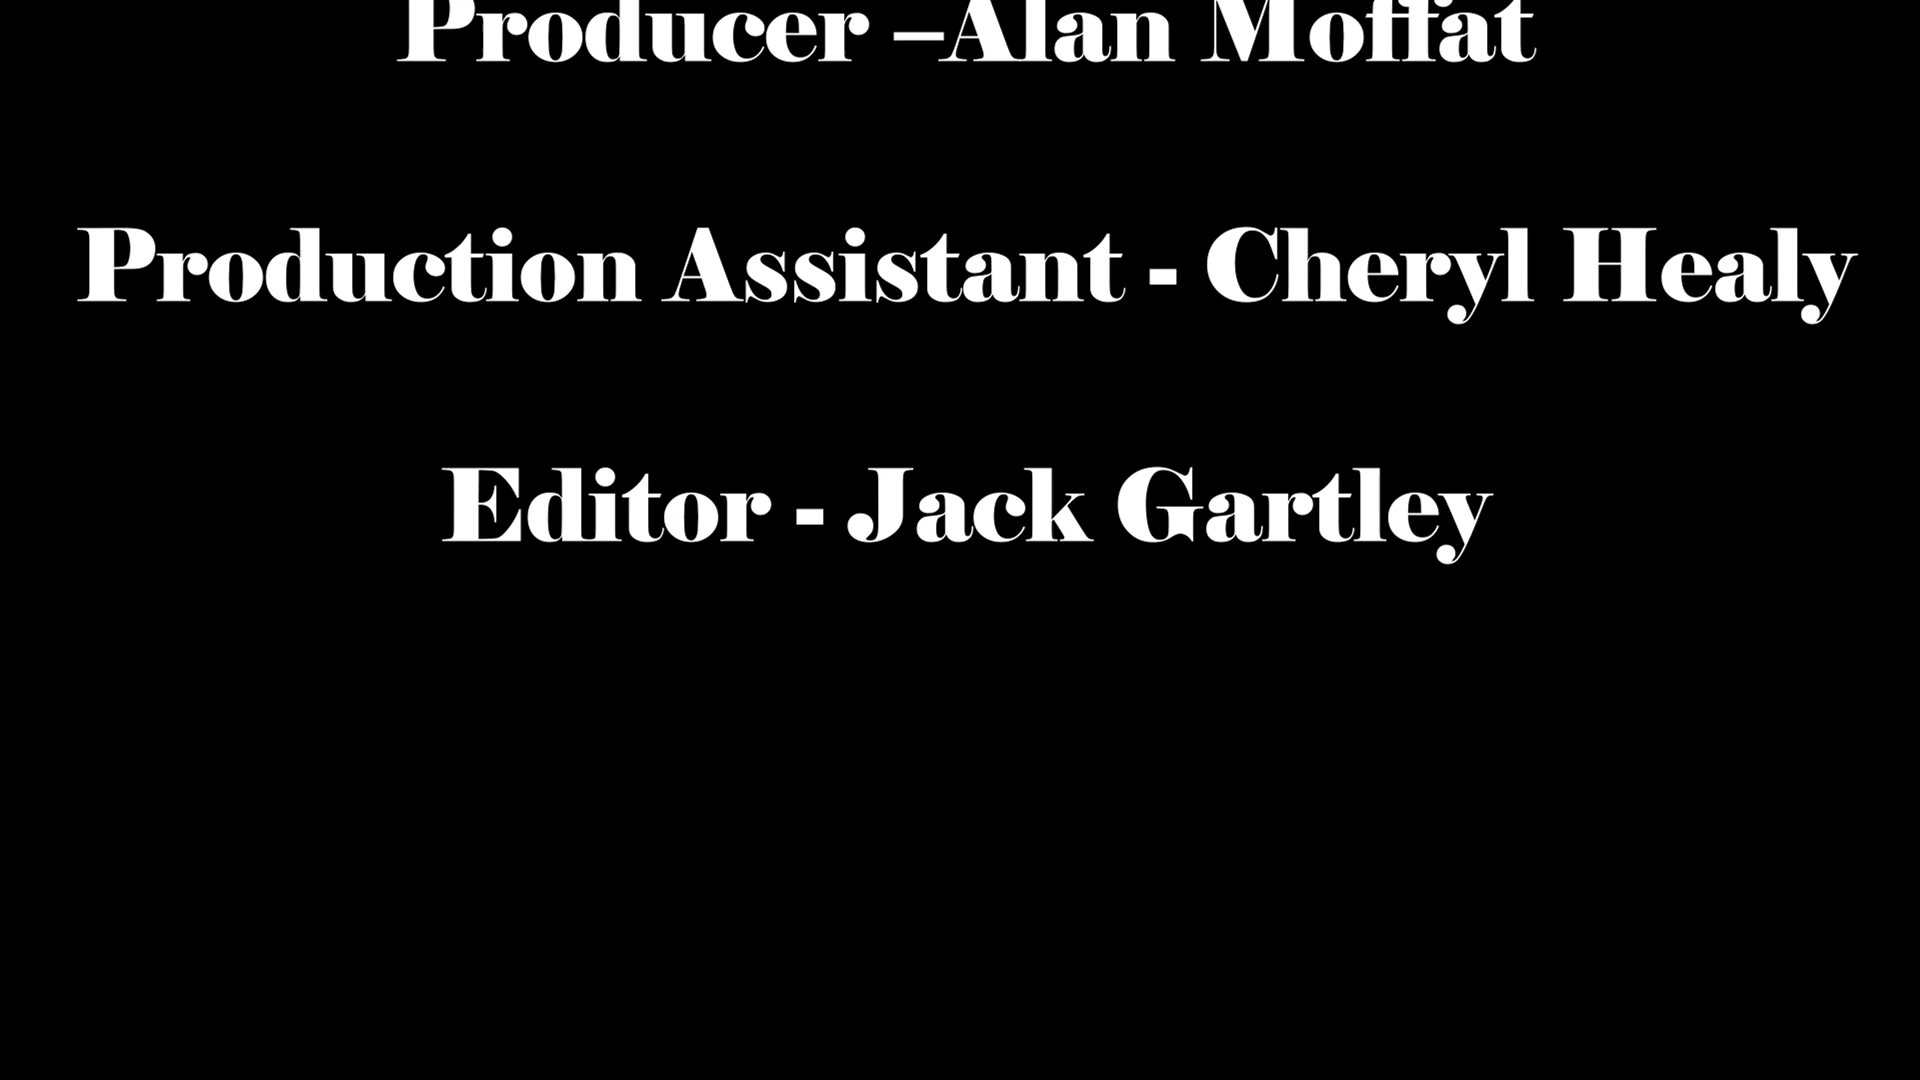 Producer –Alan Moffat
Production Assistant - Cheryl Healy
Editor - Jack Gartley